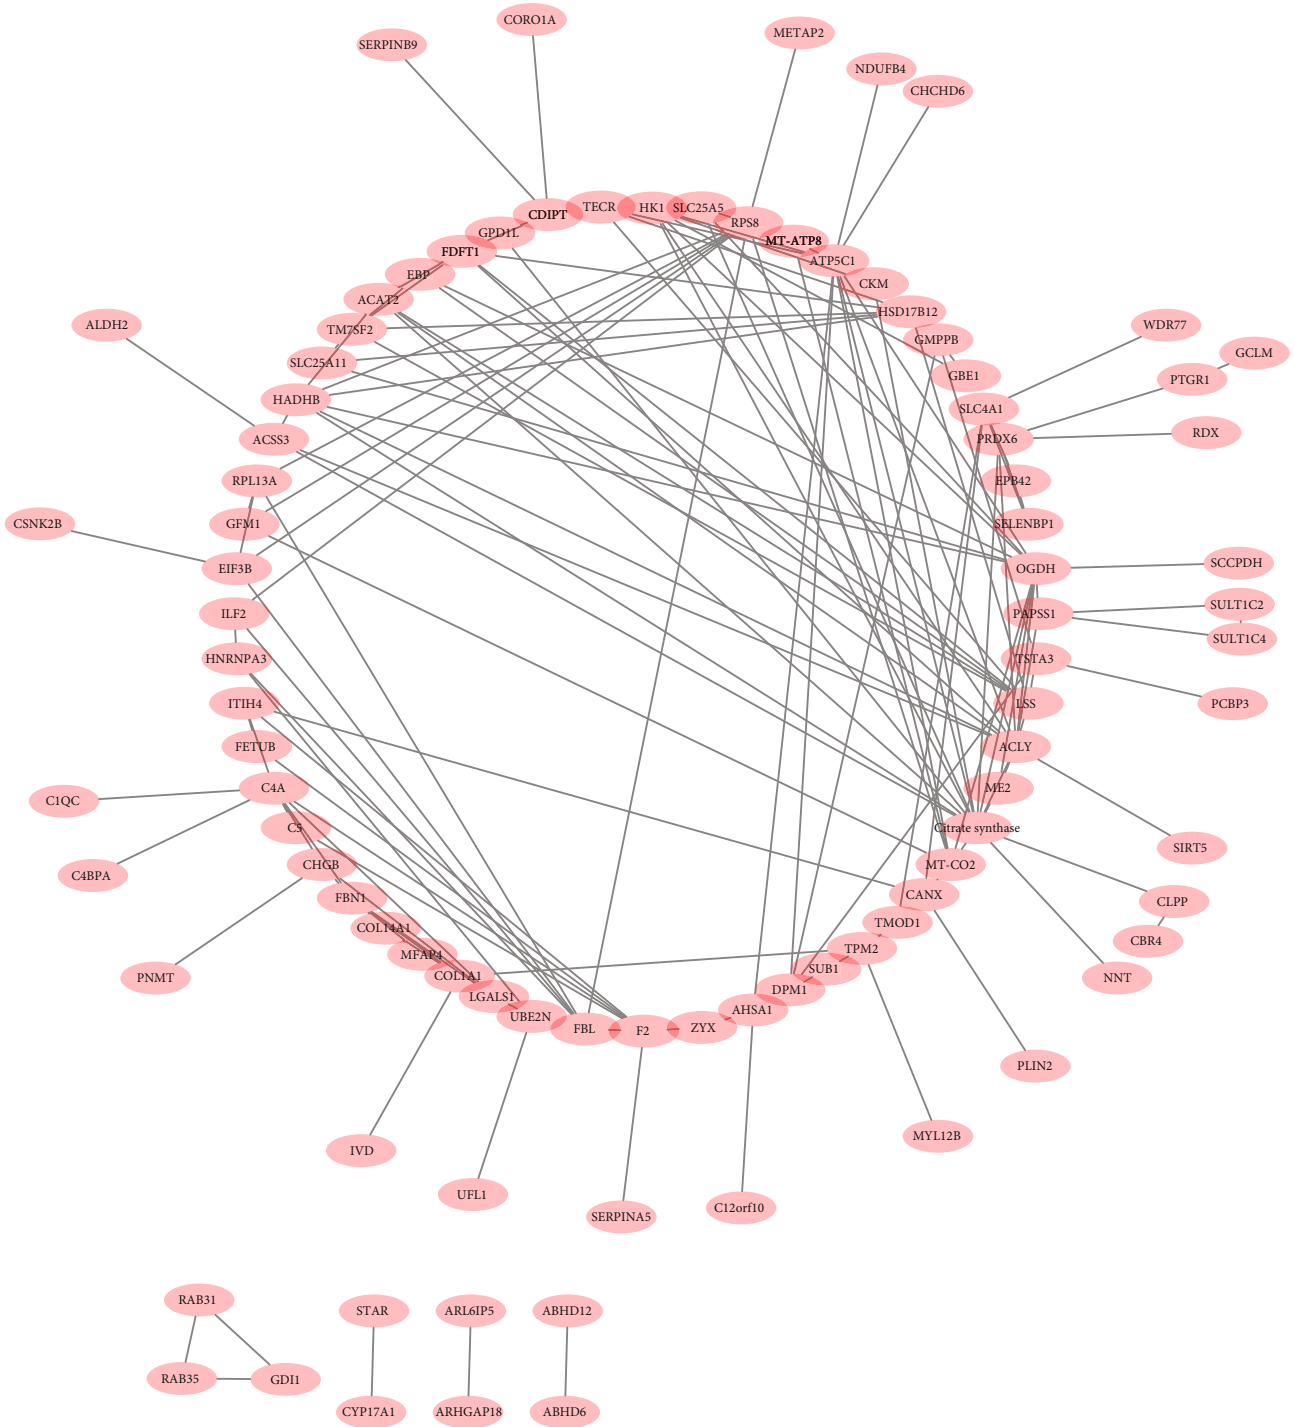 CORO1A
SERPINB9
METAP2
NDUFB4
CHCHD6
TECR
HK1
SLC25A5
CDIPT
RPS8
GPD1L
MT-ATP8
FDFT1
ATP5C1
EBP
CKM
ACAT2
HSD17B12
ALDH2
TM7SF2
WDR77
GMPPB
GCLM
SLC25A11
GBE1
PTGR1
HADHB
SLC4A1
RDX
ACSS3
PRDX6
RPL13A
EPB42
CSNK2B
GFM1
SELENBP1
SCCPDH
EIF3B
OGDH
SULT1C2
ILF2
PAPSS1
SULT1C4
HNRNPA3
TSTA3
ITIH4
LSS
PCBP3
FETUB
ACLY
C4A
ME2
C1QC
C5
Citrate synthase
SIRT5
CHGB
MT-CO2
C4BPA
FBN1
CANX
CLPP
COL14A1
TMOD1
CBR4
MFAP4
TPM2
COL1A1
SUB1
PNMT
NNT
LGALS1
DPM1
UBE2N
AHSA1
FBL
F2
ZYX
PLIN2
MYL12B
IVD
UFL1
C12orf10
SERPINA5
RAB31
STAR
ARL6IP5
ABHD12
RAB35
GDI1
CYP17A1
ARHGAP18
ABHD6